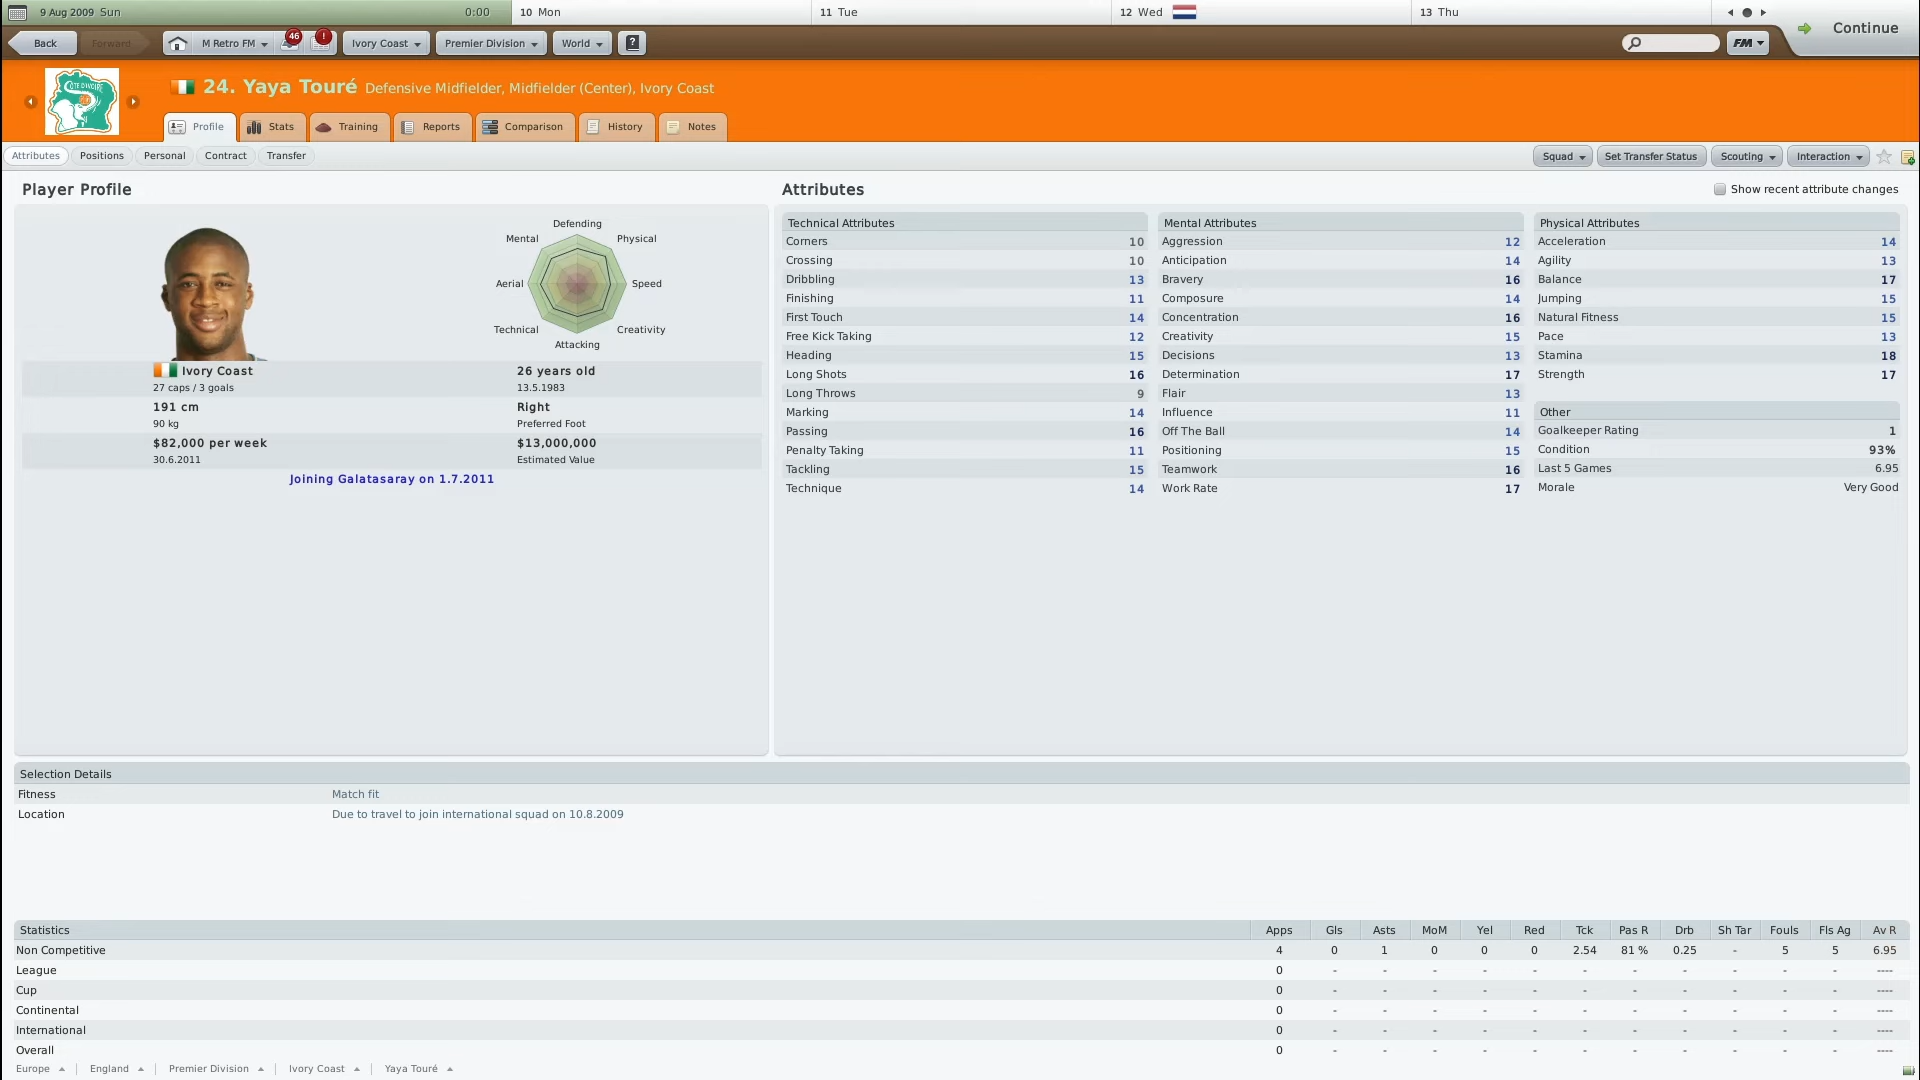 9 Aug 2009 Sun 0:00 10 Mon 11 Tue 12 Wed 13 Thu
Continue
Back Forward M Retro FM 46 ! Ivory Coast Premier Division World ? FM
CÔTE D'IVOIRE
24. Yaya Touré Defensive Midfielder, Midfielder (Center), Ivory Coast
Profile Stats Training Reports Comparison History Notes
Attributes Positions Personal Contract Transfer Squad Set Transfer Status Scouting Interaction
Player Profile
Defending
Mental Physical
Aerial Speed
Technical Creativity
Attacking
Ivory Coast 26 years old
27 caps / 3 goals 13.5.1983
191 cm Right
90 kg Preferred Foot
$82,000 per week $13,000,000
30.6.2011 Estimated Value
Joining Galatasaray on 1.7.2011
Attributes Show recent attribute changes
Technical Attributes
Corners 10
Crossing 10
Dribbling 13
Finishing 11
First Touch 14
Free Kick Taking 12
Heading 15
Long Shots 16
Long Throws 9
Marking 14
Passing 16
Penalty Taking 11
Tackling 15
Technique 14
Mental Attributes
Aggression 12
Anticipation 14
Bravery 16
Composure 14
Concentration 16
Creativity 15
Decisions 13
Determination 17
Flair 13
Influence 11
Off The Ball 14
Positioning 15
Teamwork 16
Work Rate 17
Physical Attributes
Acceleration 14
Agility 13
Balance 17
Jumping 15
Natural Fitness 15
Pace 13
Stamina 18
Strength 17
Other
Goalkeeper Rating 1
Condition 93%
Last 5 Games 6.95
Morale Very Good
Selection Details
Fitness Match fit
Location Due to travel to join international squad on 10.8.2009
Statistics Apps Gls Asts MoM Yel Red Tck Pas R Drb Sh Tar Fouls Fls Ag Av R
Non Competitive 4 0 1 0 0 0 2.54 81 % 0.25 - 5 5 6.95
League 0 - - - - - - - - - - - ----
Cup 0 - - - - - - - - - - - ----
Continental 0 - - - - - - - - - - - ----
International 0 - - - - - - - - - - - ----
Overall 0 - - - - - - - - - - - ----
Europe England Premier Division Ivory Coast Yaya Touré